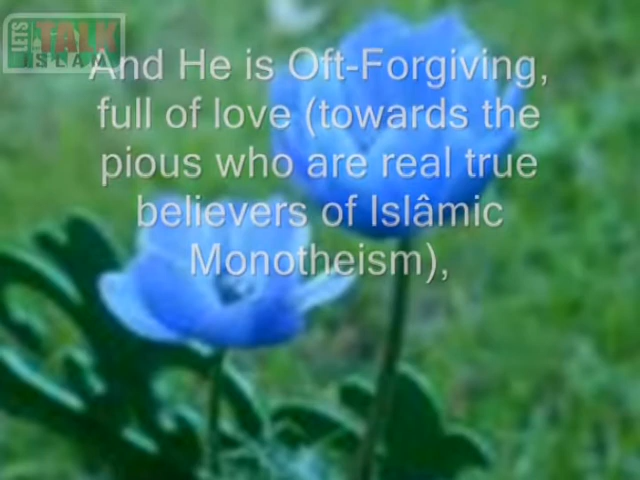 LETS
TALK
ISLAM
And He is Oft-Forgiving,
full of love (towards the
pious who are real true
believers of Islâmic
Monotheism),